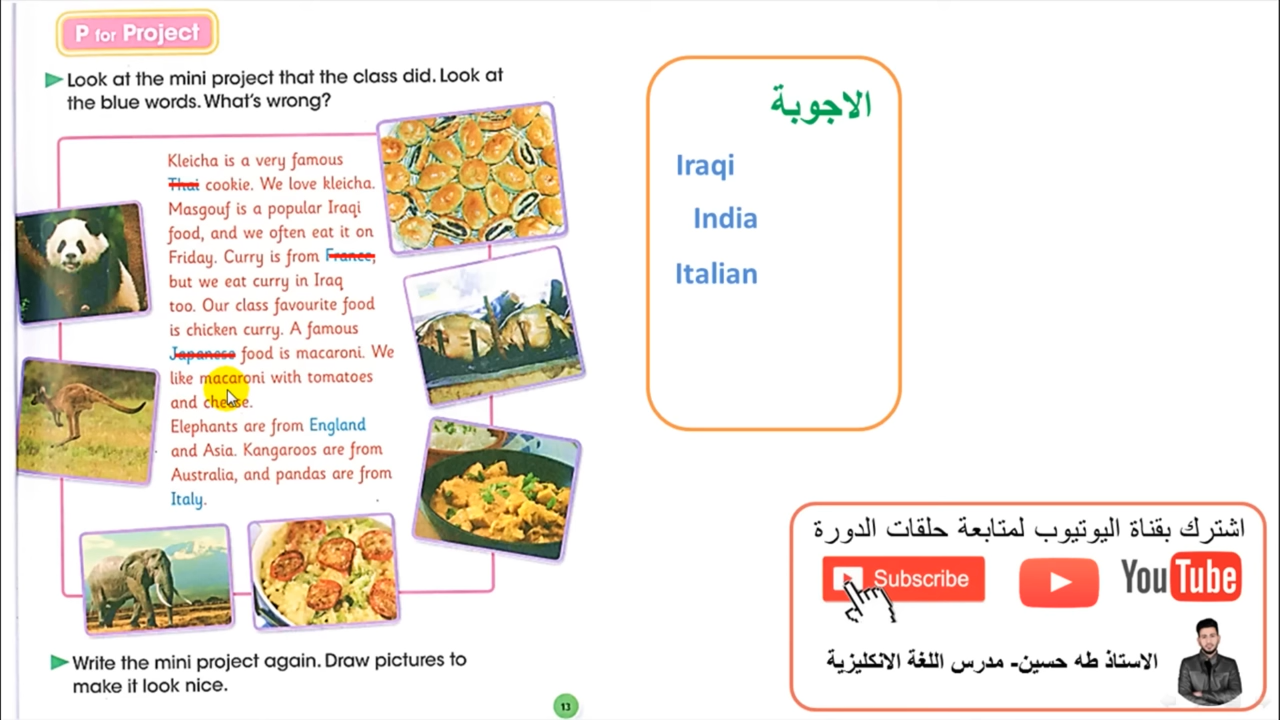 P for Project
Look at the mini project that the class did. Look at
the blue words. What's wrong?
Kleicha is a very famous
Thai cookie. We love kleicha.
Masgouf is a popular Iraqi
food, and we often eat it on
Friday. Curry is from France,
but we eat curry in Iraq
too. Our class favourite food
is chicken curry. A famous
Japanese food is macaroni. We
like macaroni with tomatoes
and cheese.
Elephants are from England
and Asia. Kangaroos are from
Australia, and pandas are from
Italy.
Write the mini project again. Draw pictures to
make it look nice.
13
الاجوبة
Iraqi
India
Italian
اشترك بقناة اليوتيوب لمتابعة حلقات الدورة
Subscribe
YouTube
الاستاذ طه حسين- مدرس اللغة الانكليزية